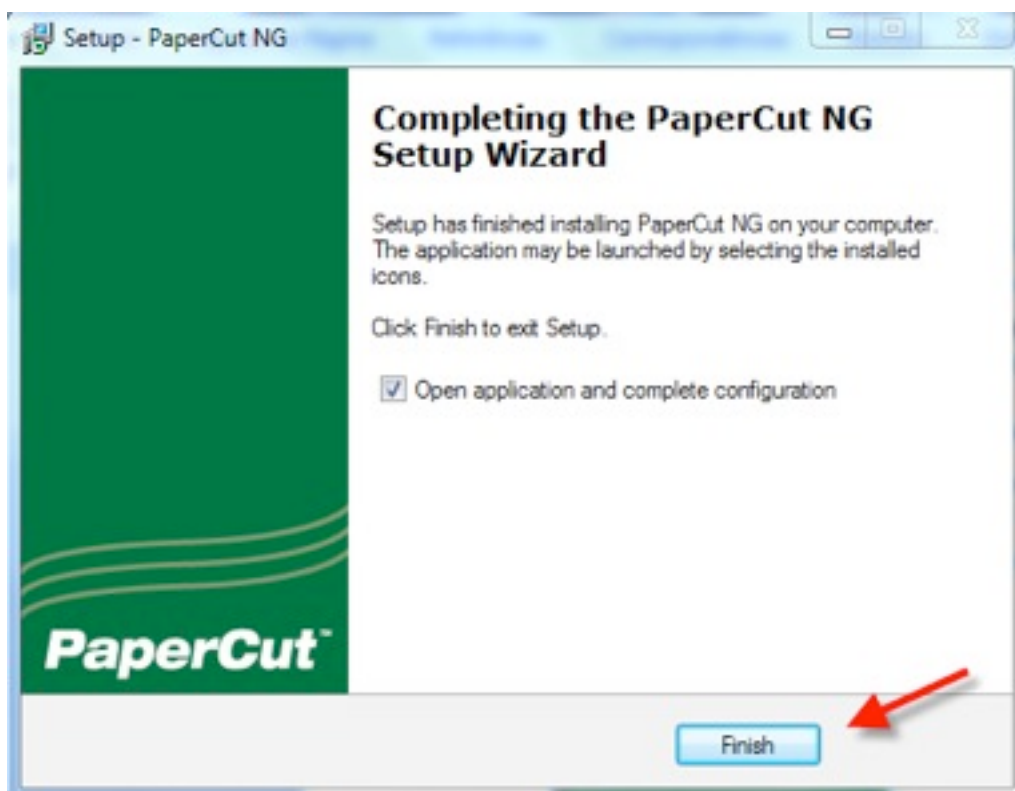 Setup - PaperCut NG
Completing the PaperCut NG
Setup Wizard
Setup has finished installing PaperCut NG on your computer.
The application may be launched by selecting the installed
icons.
Click Finish to exit Setup.
Open application and complete configuration
PaperCut™
Finish